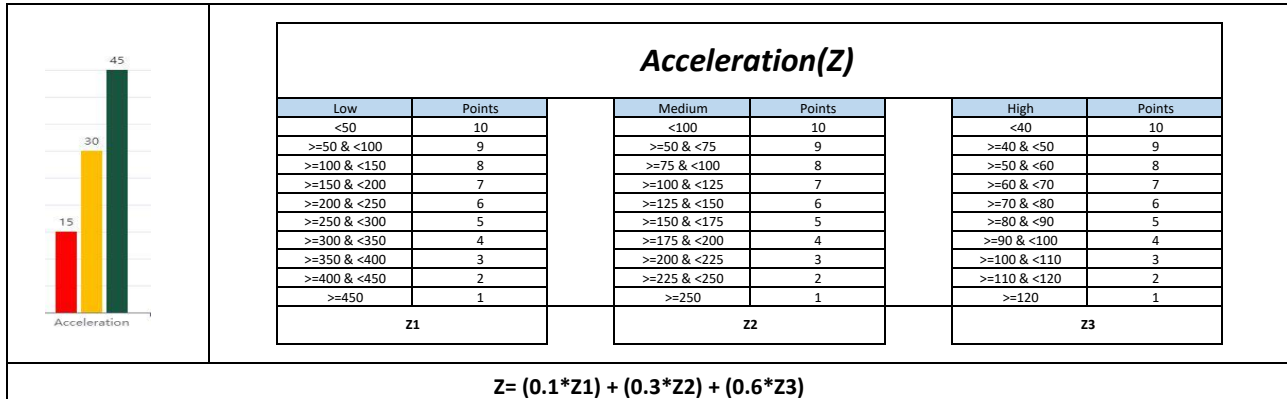 45
30
15
Acceleration
Acceleration(Z)
Low Points Medium Points High Points
<50 10 <100 10 <40 10
>=50 & <100 9 >=50 & <75 9 >=40 & <50 9
>=100 & <150 8 >=75 & <100 8 >=50 & <60 8
>=150 & <200 7 >=100 & <125 7 >=60 & <70 7
>=200 & <250 6 >=125 & <150 6 >=70 & <80 6
>=250 & <300 5 >=150 & <175 5 >=80 & <90 5
>=300 & <350 4 >=175 & <200 4 >=90 & <100 4
>=350 & <400 3 >=200 & <225 3 >=100 & <110 3
>=400 & <450 2 >=225 & <250 2 >=110 & <120 2
>=450 1 >=250 1 >=120 1
Z1 Z2 Z3
Z= (0.1*Z1) + (0.3*Z2) + (0.6*Z3)